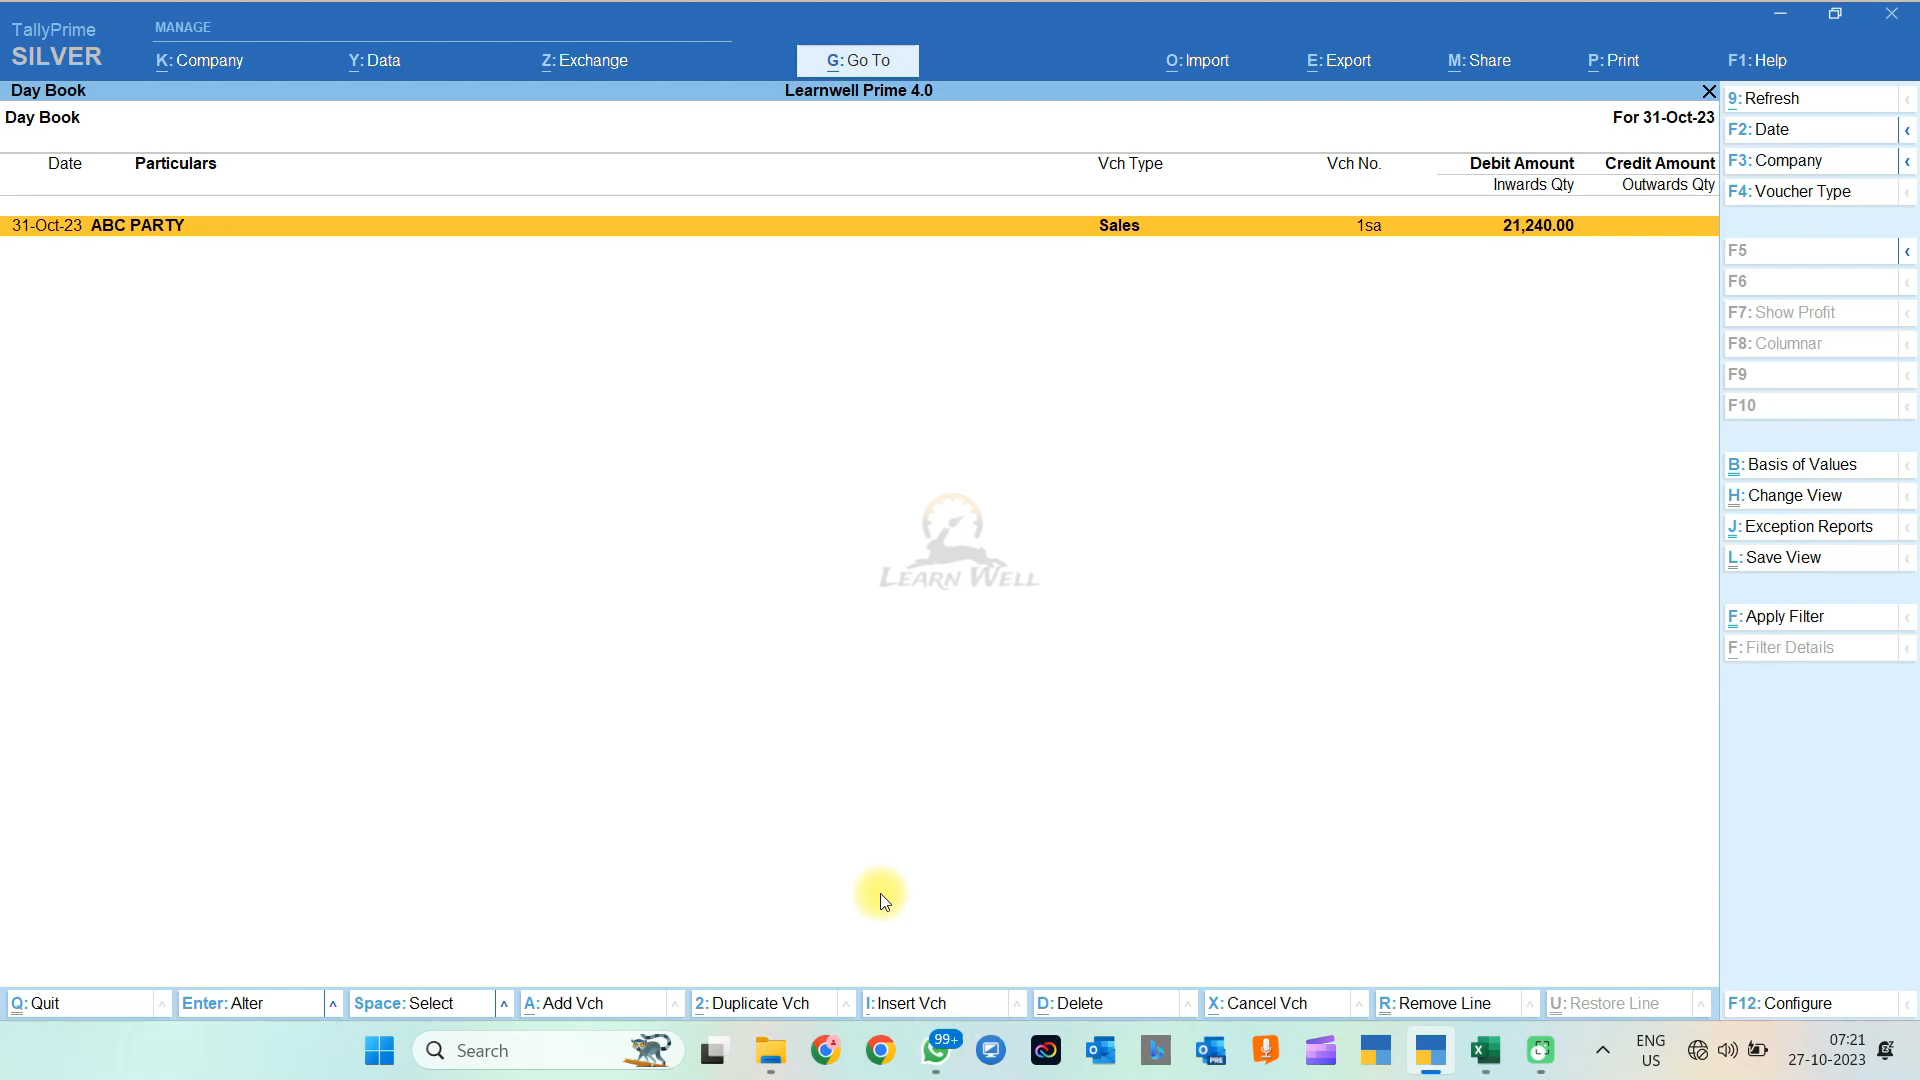 TallyPrime
SILVER
MANAGE
K: Company
Y: Data
Z: Exchange
G: Go To
O: Import
E: Export
M: Share
P: Print
F1: Help
Day Book
Learnwell Prime 4.0
Day Book
For 31-Oct-23
Date
Particulars
Vch Type
Vch No.
Debit Amount
Credit Amount
Inwards Qty
Outwards Qty
31-Oct-23 ABC PARTY
Sales
1sa
21,240.00
LEARN WELL
9: Refresh
F2: Date
F3: Company
F4: Voucher Type
F5
F6
F7: Show Profit
F8: Columnar
F9
F10
B: Basis of Values
H: Change View
J: Exception Reports
L: Save View
F: Apply Filter
F: Filter Details
Q: Quit
Enter: Alter
Space: Select
A: Add Vch
2: Duplicate Vch
I: Insert Vch
D: Delete
X: Cancel Vch
R: Remove Line
U: Restore Line
F12: Configure
Search
99+
PRE
ENG
US
07:21
27-10-2023